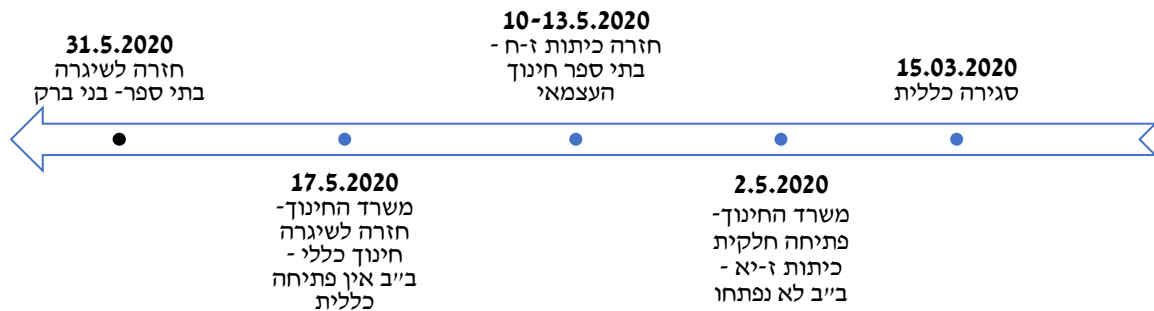 15.03.2020
סגירה כללית
2.5.2020
משרד החינוך-
פתיחה חלקית
כיתות ז-יא -
ב״ב לא נפתחו
10-13.5.2020
חזרה כיתות ז-ח -
בתי ספר חינוך
העצמאי
17.5.2020
משרד החינוך-
חזרה לשיגרה
חינוך כללי -
ב״ב אין פתיחה
כללית
31.5.2020
חזרה לשיגרה
בתי ספר- בני ברק